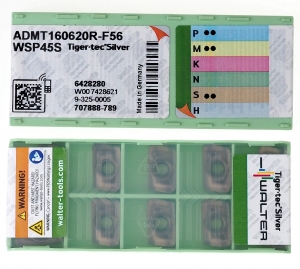 ADMT160620R-F56
WSP45S Tiger·tec®Silver
6428280
W007428621
9-325-0005
707888-789
Made in Germany
P
M
K
N
S
H
WARNING!
walter-tools.com
Tiger·tec®Silver
WALTER
WARNING!